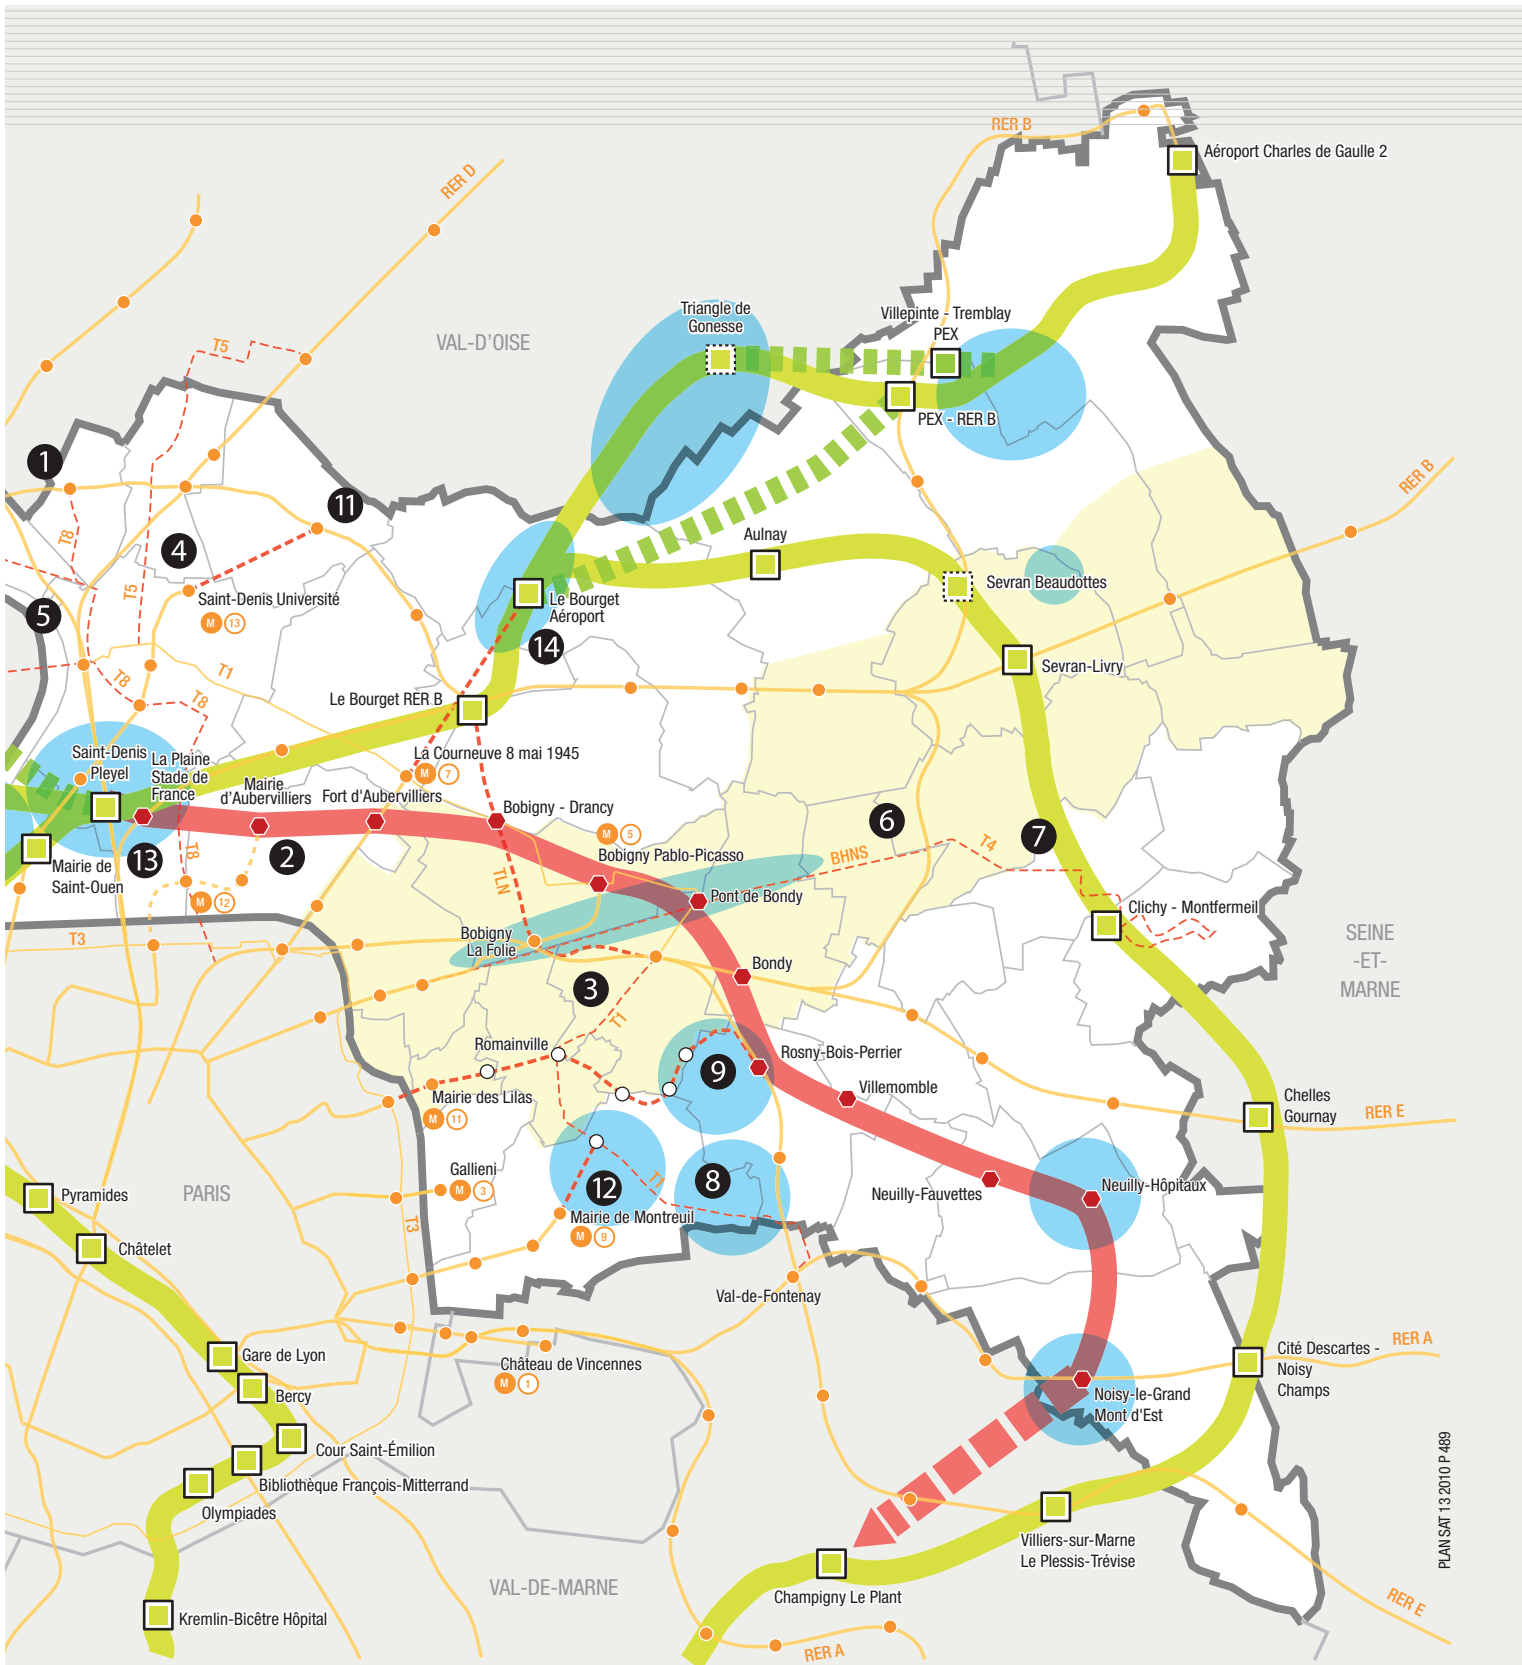 RER B
Aéroport Charles de Gaulle 2
RER D
Triangle de
Gonesse
Villepinte - Tremblay
PEX
VAL-D'OISE
T5
PEX - RER B
1
11
RER B
T8
4
Aulnay
T5
Saint-Denis Université
M 13
Le Bourget
Aéroport
Sevran Beaudottes
5
14
T1
T8
T8
Sevran-Livry
Le Bourget RER B
Saint-Denis
Pleyel
La Plaine
Stade de
France
La Courneuve 8 mai 1945
M 7
Mairie
d'Aubervilliers
Fort d'Aubervilliers
Bobigny - Drancy
M 5
6
7
13
2
T8
Bobigny Pablo-Picasso
BHNS
T4
Mairie de
Saint-Ouen
M 12
TLN
Pont de Bondy
Clichy - Montfermeil
T3
Bobigny
La Folie
SEINE
-ET-
MARNE
Bondy
3
T1
Romainville
Rosny-Bois-Perrier
9
Mairie des Lilas
M 11
Villemomble
Chelles
Gournay
RER E
Gallieni
M 3
PARIS
Pyramides
T1
12
8
Neuilly-Fauvettes
Neuilly-Hôpitaux
T3
Mairie de Montreuil
M 9
Châtelet
Val-de-Fontenay
Gare de Lyon
Château de Vincennes
M 1
RER A
Cité Descartes -
Noisy
Champs
Bercy
Noisy-le-Grand
Mont d'Est
Cour Saint-Émilion
Bibliothèque François-Mitterrand
Olympiades
PLAN SAT 13 2010 P 489
Villiers-sur-Marne
Le Plessis-Trévise
VAL-DE-MARNE
Champigny Le Plant
Kremlin-Bicêtre Hôpital
RER E
RER A